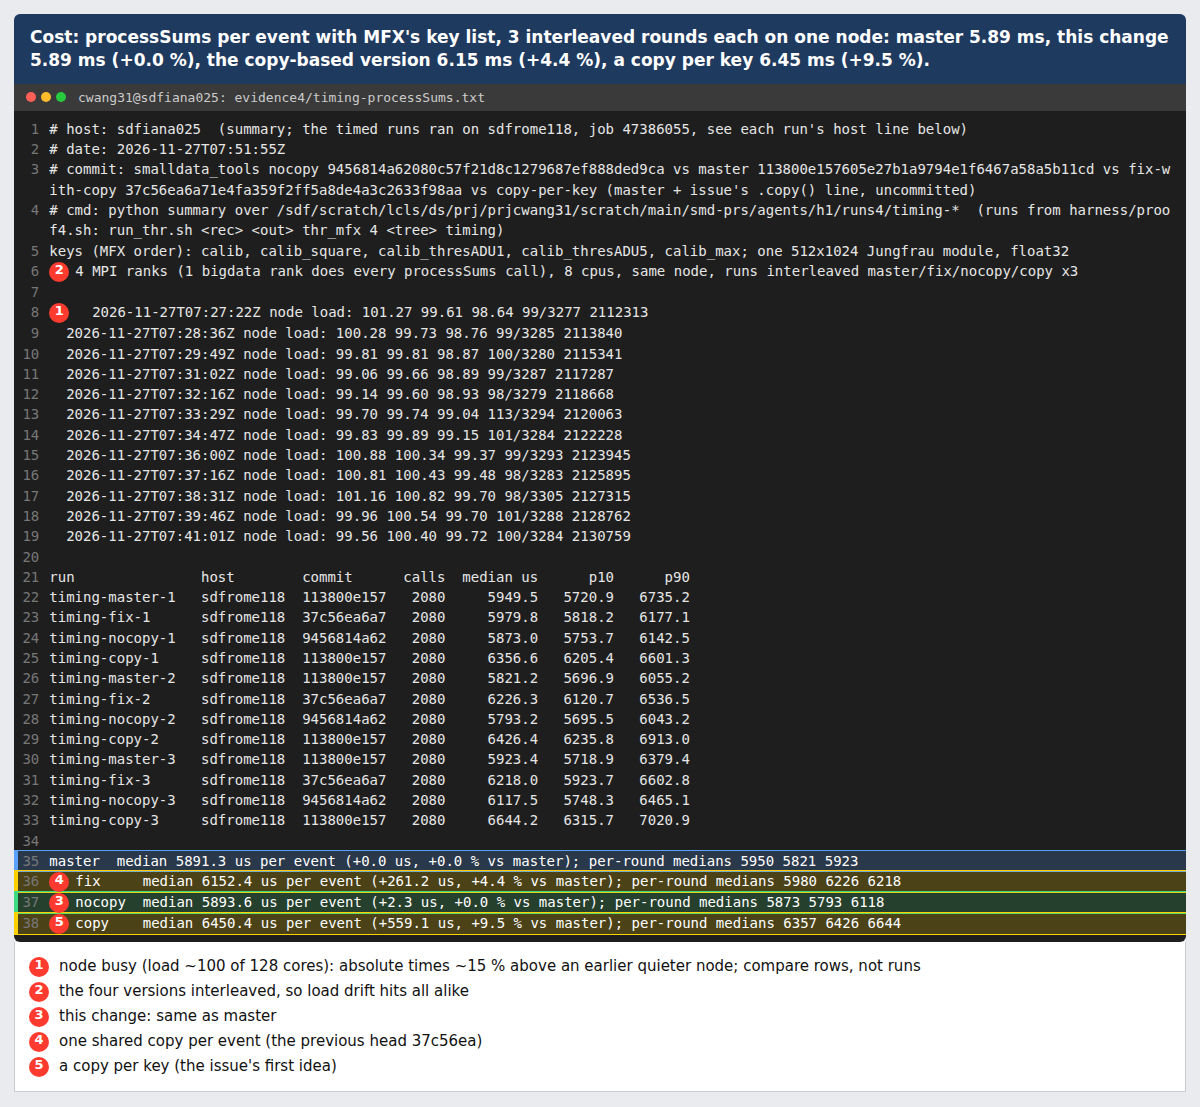 Cost: processSums per event with MFX's key list, 3 interleaved rounds each on one node: master 5.89 ms, this change
5.89 ms (+0.0 %), the copy-based version 6.15 ms (+4.4 %), a copy per key 6.45 ms (+9.5 %).
cwang31@sdfiana025: evidence4/timing-processSums.txt
1 # host: sdfiana025  (summary; the timed runs ran on sdfrome118, job 47386055, see each run's host line below)
2 # date: 2026-11-27T07:51:55Z
3 # commit: smalldata_tools nocopy 9456814a62080c57f21d8c1279687ef888ded9ca vs master 113800e157605e27b1a9794e1f6467a58a5b11cd vs fix-w
ith-copy 37c56ea6a71e4fa359f2ff5a8de4a3c2633f98aa vs copy-per-key (master + issue's .copy() line, uncommitted)
4 # cmd: python summary over /sdf/scratch/lcls/ds/prj/prjcwang31/scratch/main/smd-prs/agents/h1/runs4/timing-*  (runs from harness/proo
f4.sh: run_thr.sh <rec> <out> thr_mfx 4 <tree> timing)
5 keys (MFX order): calib, calib_square, calib_thresADU1, calib_thresADU5, calib_max; one 512x1024 Jungfrau module, float32
6 2 4 MPI ranks (1 bigdata rank does every processSums call), 8 cpus, same node, runs interleaved master/fix/nocopy/copy x3
7
8 1 2026-11-27T07:27:22Z node load: 101.27 99.61 98.64 99/3277 2112313
9 2026-11-27T07:28:36Z node load: 100.28 99.73 98.76 99/3285 2113840
10 2026-11-27T07:29:49Z node load: 99.81 99.81 98.87 100/3280 2115341
11 2026-11-27T07:31:02Z node load: 99.06 99.66 98.89 99/3287 2117287
12 2026-11-27T07:32:16Z node load: 99.14 99.60 98.93 98/3279 2118668
13 2026-11-27T07:33:29Z node load: 99.70 99.74 99.04 113/3294 2120063
14 2026-11-27T07:34:47Z node load: 99.83 99.89 99.15 101/3284 2122228
15 2026-11-27T07:36:00Z node load: 100.88 100.34 99.37 99/3293 2123945
16 2026-11-27T07:37:16Z node load: 100.81 100.43 99.48 98/3283 2125895
17 2026-11-27T07:38:31Z node load: 101.16 100.82 99.70 98/3305 2127315
18 2026-11-27T07:39:46Z node load: 99.96 100.54 99.70 101/3288 2128762
19 2026-11-27T07:41:01Z node load: 99.56 100.40 99.72 100/3284 2130759
20
21 run host commit calls median us p10 p90
22 timing-master-1 sdfrome118 113800e157 2080 5949.5 5720.9 6735.2
23 timing-fix-1 sdfrome118 37c56ea6a7 2080 5979.8 5818.2 6177.1
24 timing-nocopy-1 sdfrome118 9456814a62 2080 5873.0 5753.7 6142.5
25 timing-copy-1 sdfrome118 113800e157 2080 6356.6 6205.4 6601.3
26 timing-master-2 sdfrome118 113800e157 2080 5821.2 5696.9 6055.2
27 timing-fix-2 sdfrome118 37c56ea6a7 2080 6226.3 6120.7 6536.5
28 timing-nocopy-2 sdfrome118 9456814a62 2080 5793.2 5695.5 6043.2
29 timing-copy-2 sdfrome118 113800e157 2080 6426.4 6235.8 6913.0
30 timing-master-3 sdfrome118 113800e157 2080 5923.4 5718.9 6379.4
31 timing-fix-3 sdfrome118 37c56ea6a7 2080 6218.0 5923.7 6602.8
32 timing-nocopy-3 sdfrome118 9456814a62 2080 6117.5 5748.3 6465.1
33 timing-copy-3 sdfrome118 113800e157 2080 6644.2 6315.7 7020.9
34
35 master median 5891.3 us per event (+0.0 us, +0.0 % vs master); per-round medians 5950 5821 5923
36 4 fix median 6152.4 us per event (+261.2 us, +4.4 % vs master); per-round medians 5980 6226 6218
37 3 nocopy median 5893.6 us per event (+2.3 us, +0.0 % vs master); per-round medians 5873 5793 6118
38 5 copy median 6450.4 us per event (+559.1 us, +9.5 % vs master); per-round medians 6357 6426 6644
1 node busy (load ~100 of 128 cores): absolute times ~15 % above an earlier quieter node; compare rows, not runs
2 the four versions interleaved, so load drift hits all alike
3 this change: same as master
4 one shared copy per event (the previous head 37c56ea)
5 a copy per key (the issue's first idea)